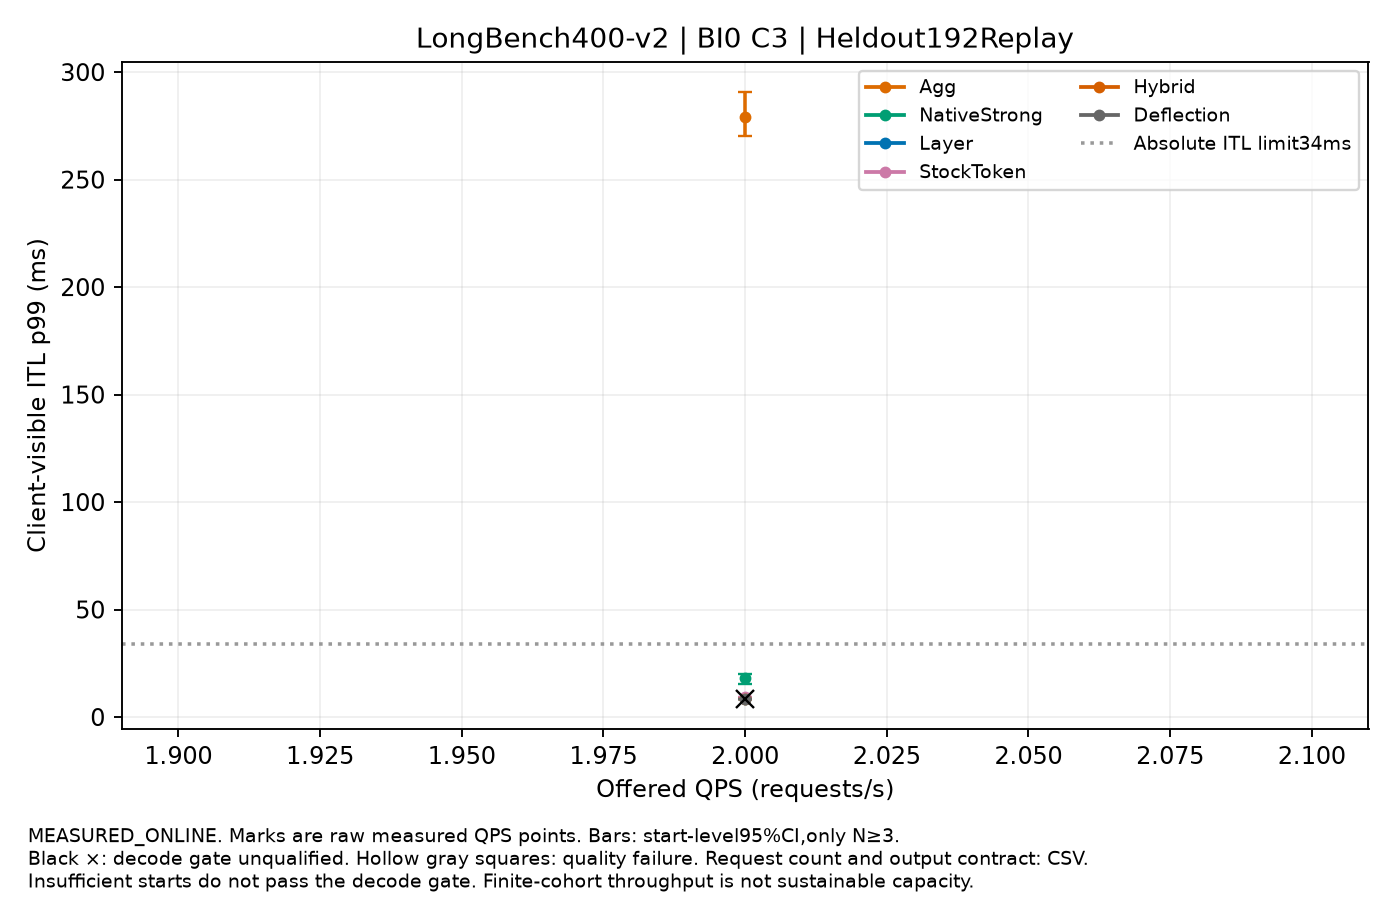 LongBench400-v2 | BI0 C3 | Heldout192Replay
300
250
200
150
100
50
0
Client-visible ITL p99 (ms)
Agg
NativeStrong
Layer
StockToken
Hybrid
Deflection
Absolute ITL limit34ms
1.900
1.925
1.950
1.975
2.000
2.025
2.050
2.075
2.100
Offered QPS (requests/s)
MEASURED_ONLINE. Marks are raw measured QPS points. Bars: start-level95%CI,only N≥3.
Black ×: decode gate unqualified. Hollow gray squares: quality failure. Request count and output contract: CSV.
Insufficient starts do not pass the decode gate. Finite-cohort throughput is not sustainable capacity.